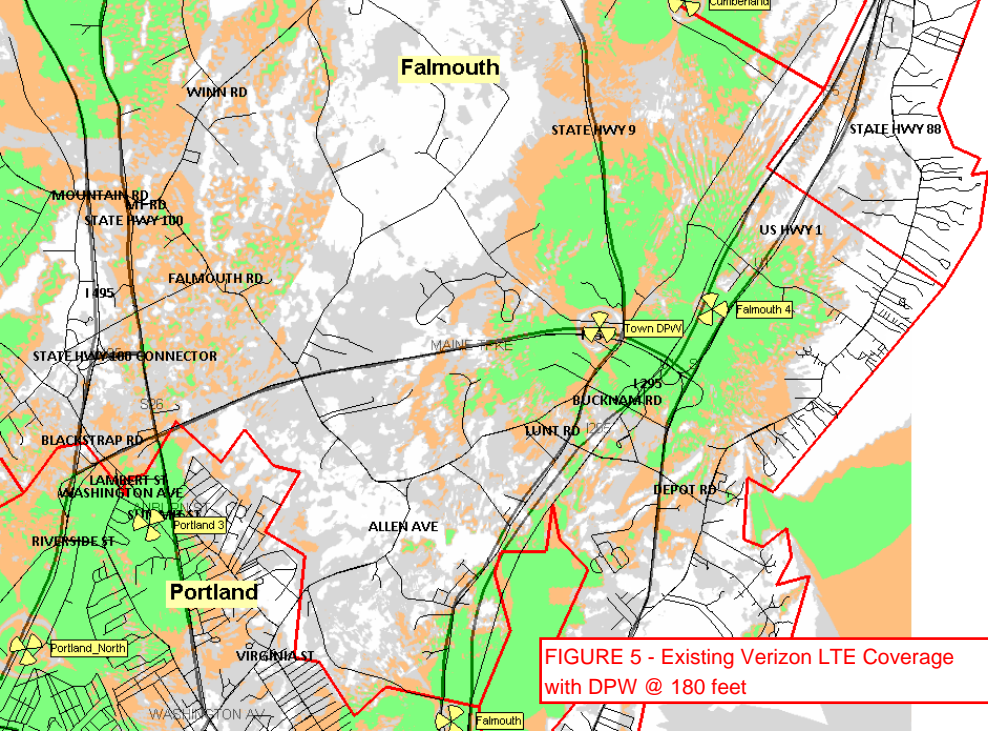 Cumberland
Falmouth
WINN RD
STATE HWY 9
STATE HWY 88
MOUNTAIN RD
STATE HWY 100
US HWY 1
FALMOUTH RD
I 495
Falmouth 4
Town DPW
MAINE TPKE
STATE HWY 100 CONNECTOR
I 295
BUCKNAM RD
S26
LUNT RD
I295
BLACKSTRAP RD
LAMBERT ST
DEPOT RD
WASHINGTON AVE
Portland 3
ALLEN AVE
RIVERSIDE ST
Portland
Portland_North
VIRGINIA ST
FIGURE 5 - Existing Verizon LTE Coverage
with DPW @ 180 feet
WASHINGTON AV
Falmouth